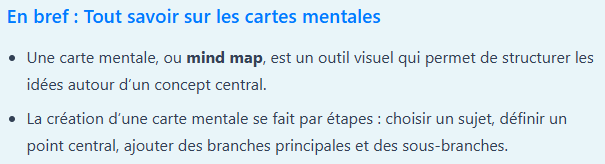 En bref : Tout savoir sur les cartes mentales
• Une carte mentale, ou mind map, est un outil visuel qui permet de structurer les
idées autour d’un concept central.
• La création d’une carte mentale se fait par étapes : choisir un sujet, définir un
point central, ajouter des branches principales et des sous-branches.